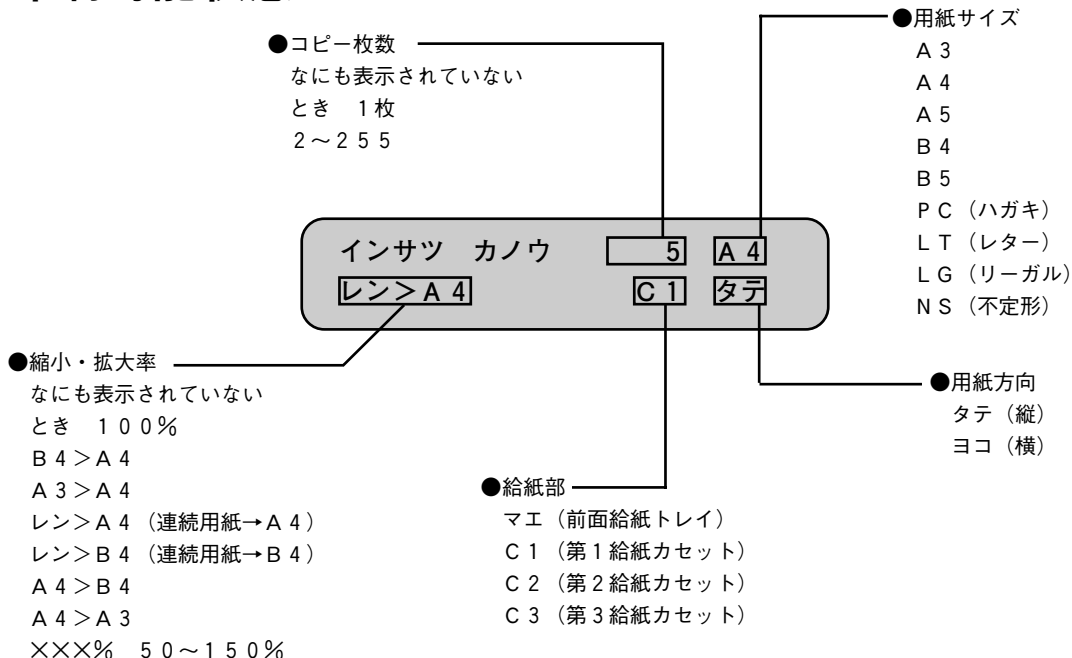 ●コピー枚数
なにも表示されていない
とき　1枚
2～255
●用紙サイズ
A3
A4
A5
B4
B5
PC（ハガキ）
LT（レター）
LG（リーガル）
NS（不定形）
インサツ　カノウ　5　A4
レン＞A4　C1　タテ
●縮小・拡大率
なにも表示されていない
とき　100％
B4＞A4
A3＞A4
レン＞A4（連続用紙→A4）
レン＞B4（連続用紙→B4）
A4＞B4
A4＞A3
×××％　50～150％
●給紙部
マエ（前面給紙トレイ）
C1（第1給紙カセット）
C2（第2給紙カセット）
C3（第3給紙カセット）
●用紙方向
タテ（縦）
ヨコ（横）